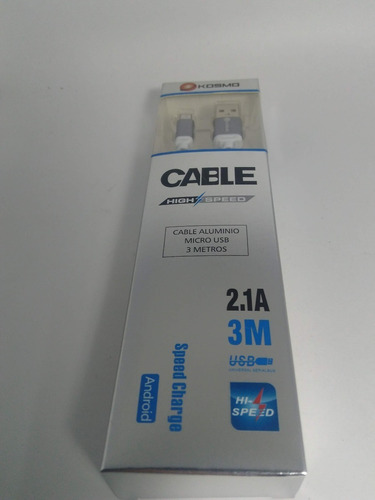 KOSMO
CABLE
HIGH SPEED
CABLE ALUMINIO
MICRO USB
3 METROS
2.1A
3M
USB
HI-
SPEED
Speed Charge
Android